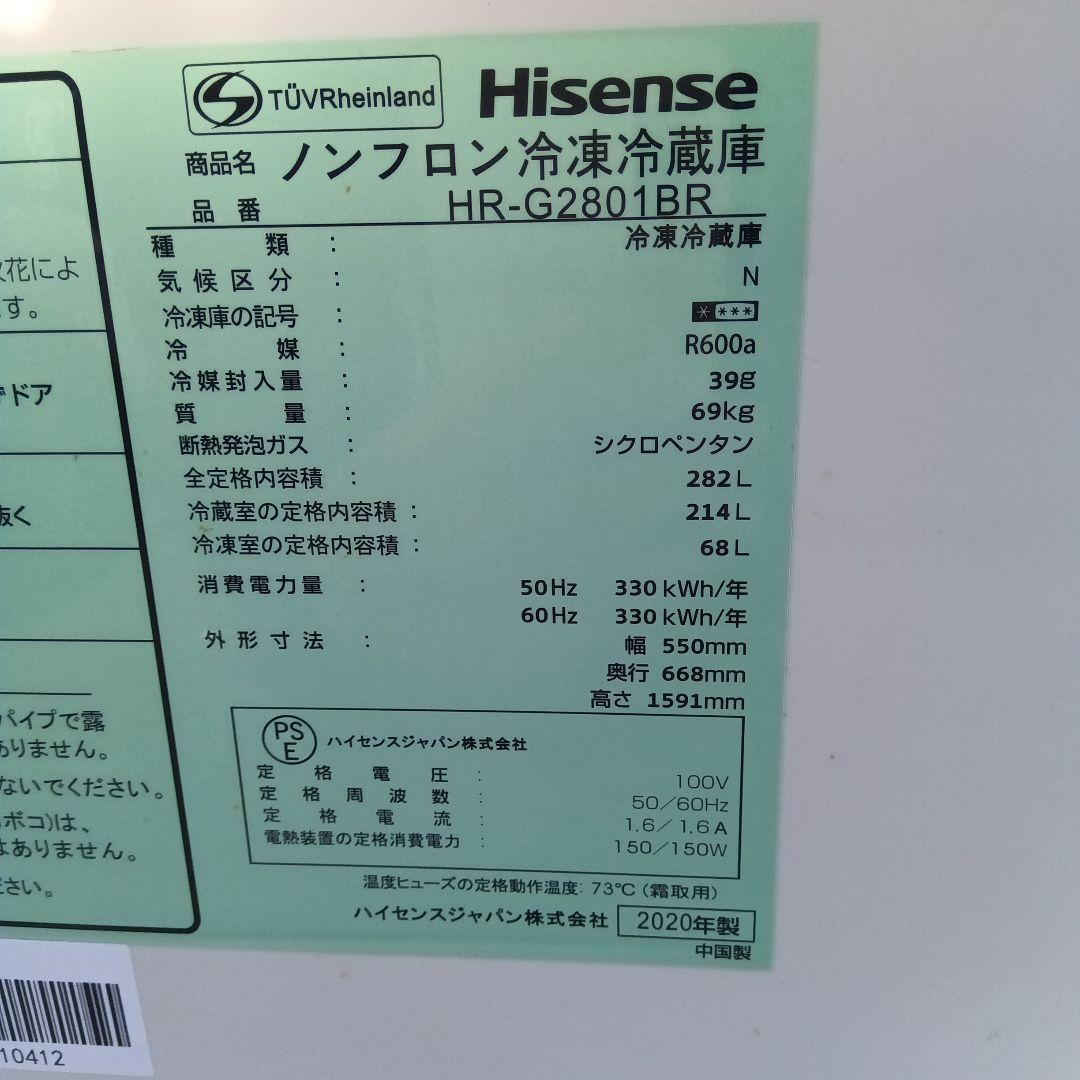 TÜVRheinland
Hisense
商品名 ノンフロン冷凍冷蔵庫
品番 HR-G2801BR
種類 : 冷凍冷蔵庫
気候区分 : N
冷凍庫の記号 : ****
冷媒 : R600a
冷媒封入量 : 39g
質量 : 69kg
断熱発泡ガス : シクロペンタン
全定格内容積 : 282L
冷蔵室の定格内容積 : 214L
冷凍室の定格内容積 : 68L
消費電力量 : 50Hz 330kWh/年
60Hz 330kWh/年
外形寸法 : 幅 550mm
奥行 668mm
高さ 1591mm
PSE ハイセンスジャパン株式会社
定格電圧 : 100V
定格周波数 : 50/60Hz
定格電流 : 1.6/1.6A
電熱装置の定格消費電力 : 150/150W
温度ヒューズの定格動作温度: 73℃(霜取用)
ハイセンスジャパン株式会社 2020年製
中国製
花によ
す。
ドア
抜く
パイプで露
ありません。
ないでください。
ボコ)は、
はありません。
ださい。
10412